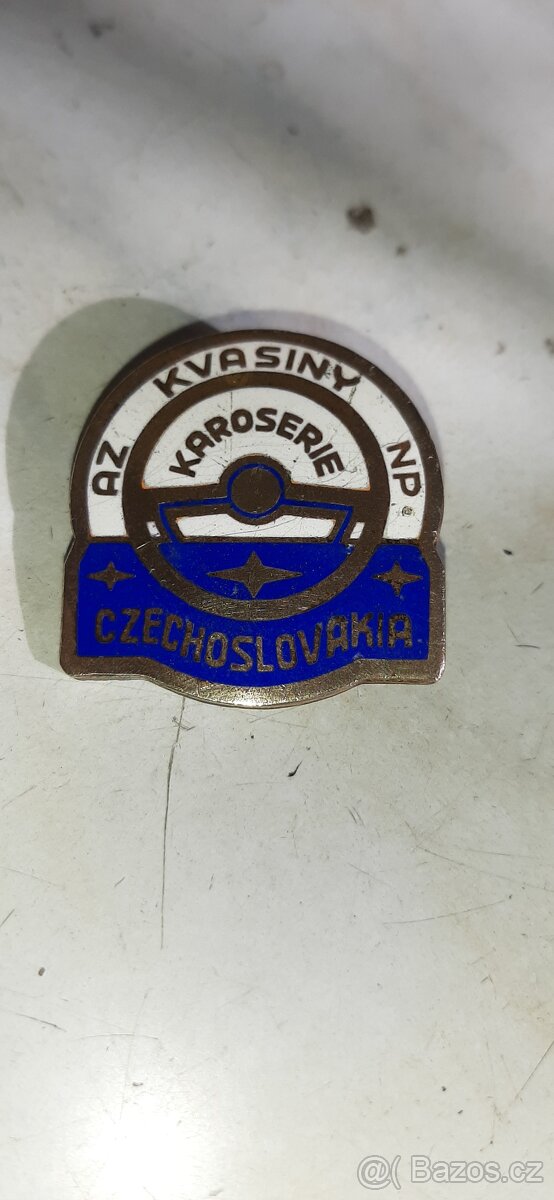 AZ KVASINY NP
KAROSERIE
CZECHOSLOVAKIA
@( Bazos.cz